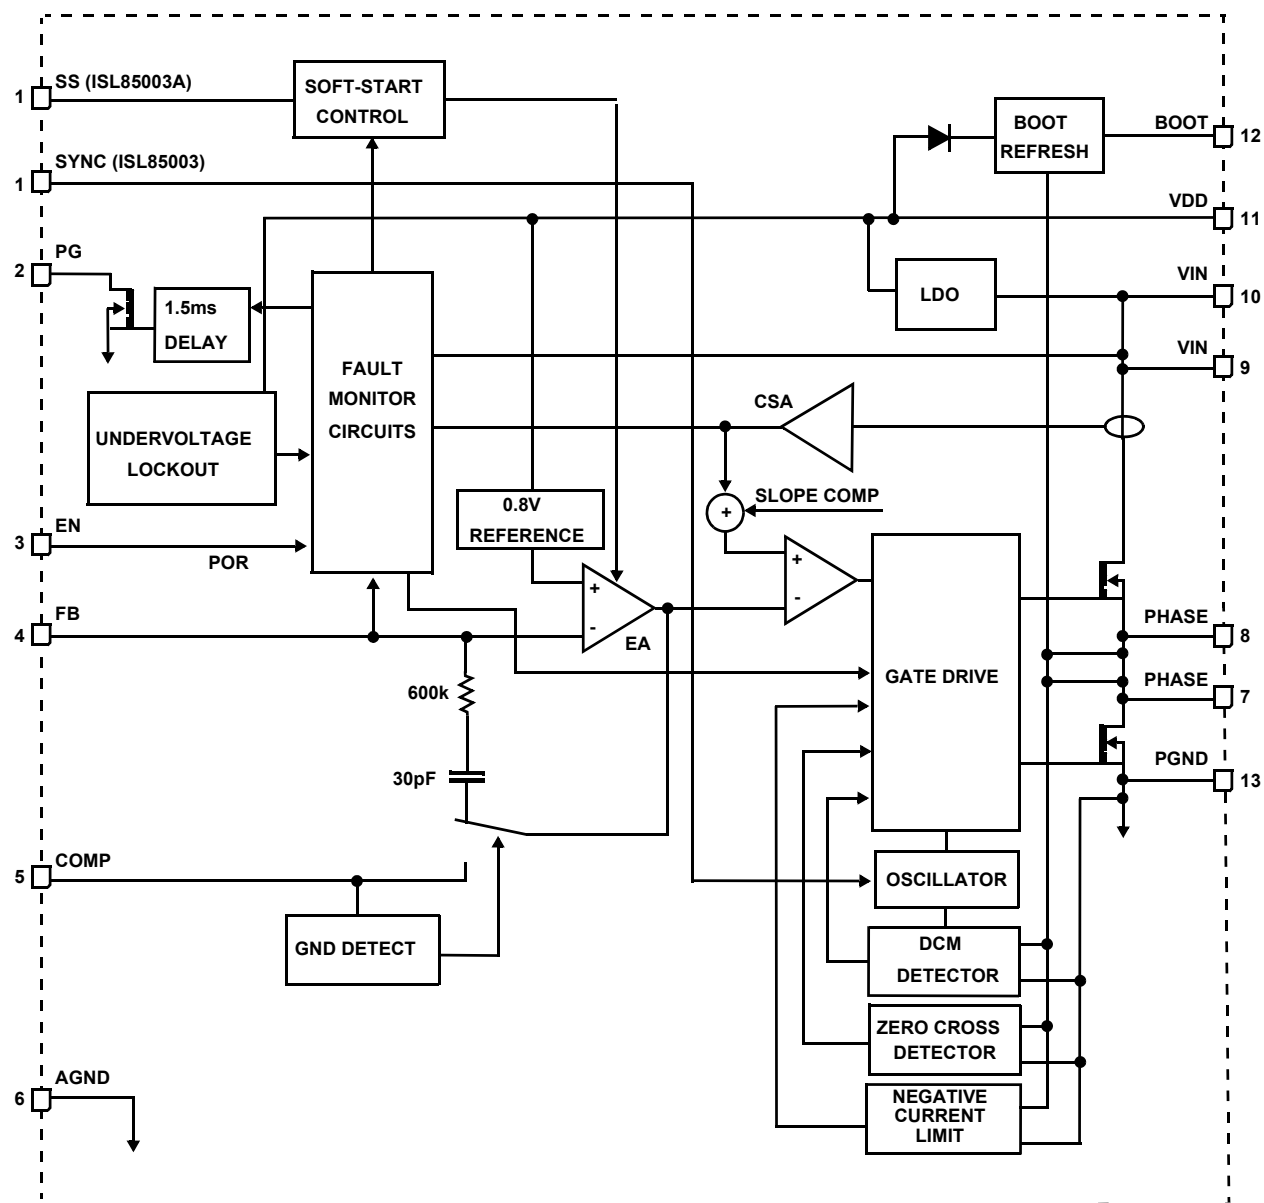 SS (ISL85003A)
1
SOFT-START
CONTROL
SYNC (ISL85003)
1
BOOT
REFRESH
BOOT
12
VDD
11
PG
2
1.5ms
DELAY
LDO
VIN
10
VIN
9
FAULT
MONITOR
CIRCUITS
CSA
UNDERVOLTAGE
LOCKOUT
0.8V
REFERENCE
+
SLOPE COMP
EN
3
POR
+
-
EA
+
-
FB
4
GATE DRIVE
PHASE
8
PHASE
7
PGND
13
600k
30pF
COMP
5
GND DETECT
OSCILLATOR
DCM
DETECTOR
ZERO CROSS
DETECTOR
NEGATIVE
CURRENT
LIMIT
AGND
6